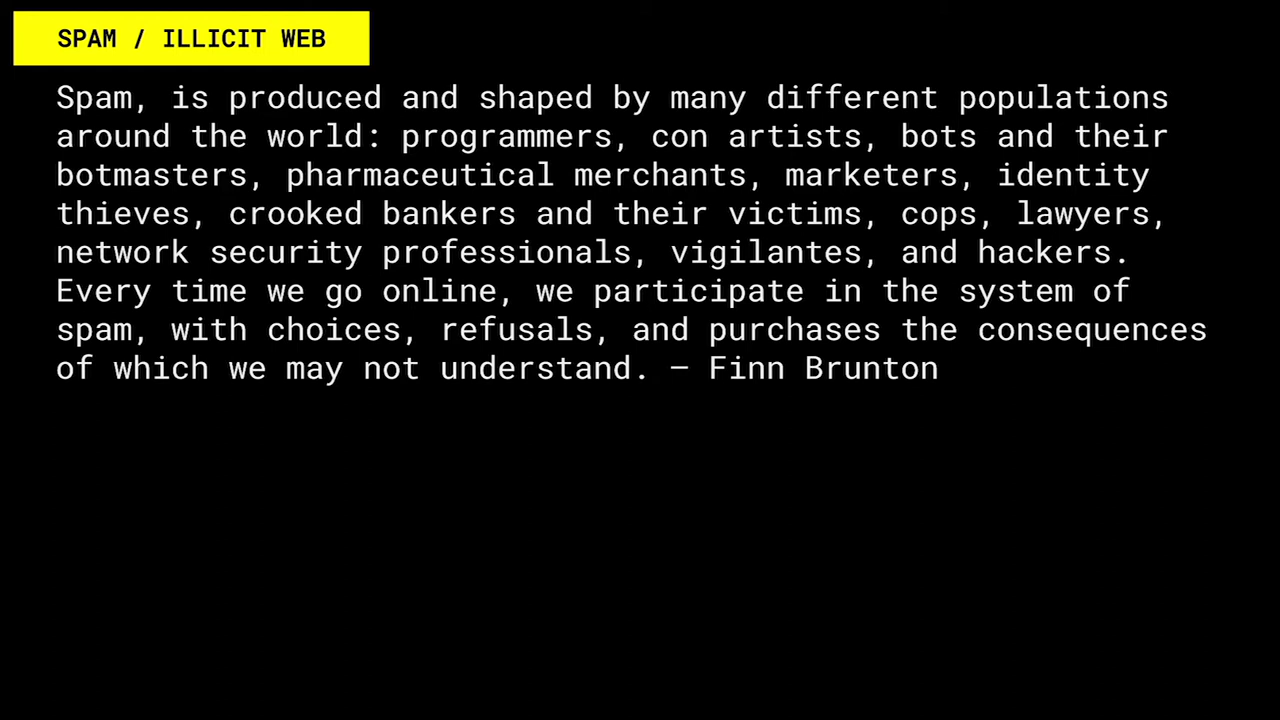 SPAM / ILLICIT WEB
Spam, is produced and shaped by many different populations
around the world: programmers, con artists, bots and their
botmasters, pharmaceutical merchants, marketers, identity
thieves, crooked bankers and their victims, cops, lawyers,
network security professionals, vigilantes, and hackers.
Every time we go online, we participate in the system of
spam, with choices, refusals, and purchases the consequences
of which we may not understand. — Finn Brunton